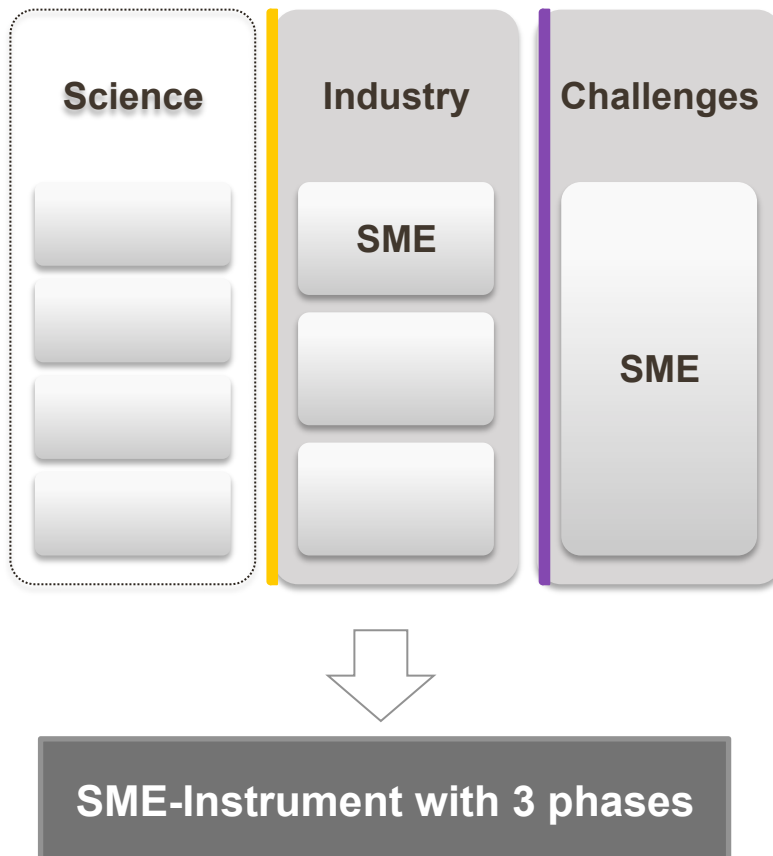 Science
Industry
Challenges
SME
SME
SME-Instrument with 3 phases